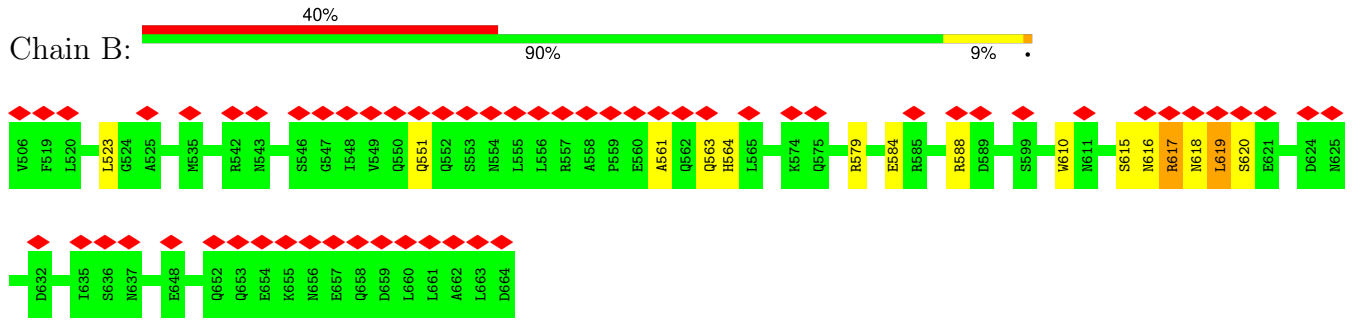 40%
Chain B:
90% 9% •
V506 F519 L520 L523 G524 A525 M535 R542 N543 S546 G547 I548 V549 Q550 Q551 Q552 S553 N554 L555 L556 R557 A558 P559 E560 A561 Q562 Q563 H564 L565 K574 Q575 R579 E584 R585 R588 D589 S599 W610 N611 S615 N616 R617 N618 L619 S620 E621 D624 N625
D632 I635 S636 N637 E648 Q652 Q653 E654 K655 N656 E657 Q658 D659 L660 L661 A662 L663 D664